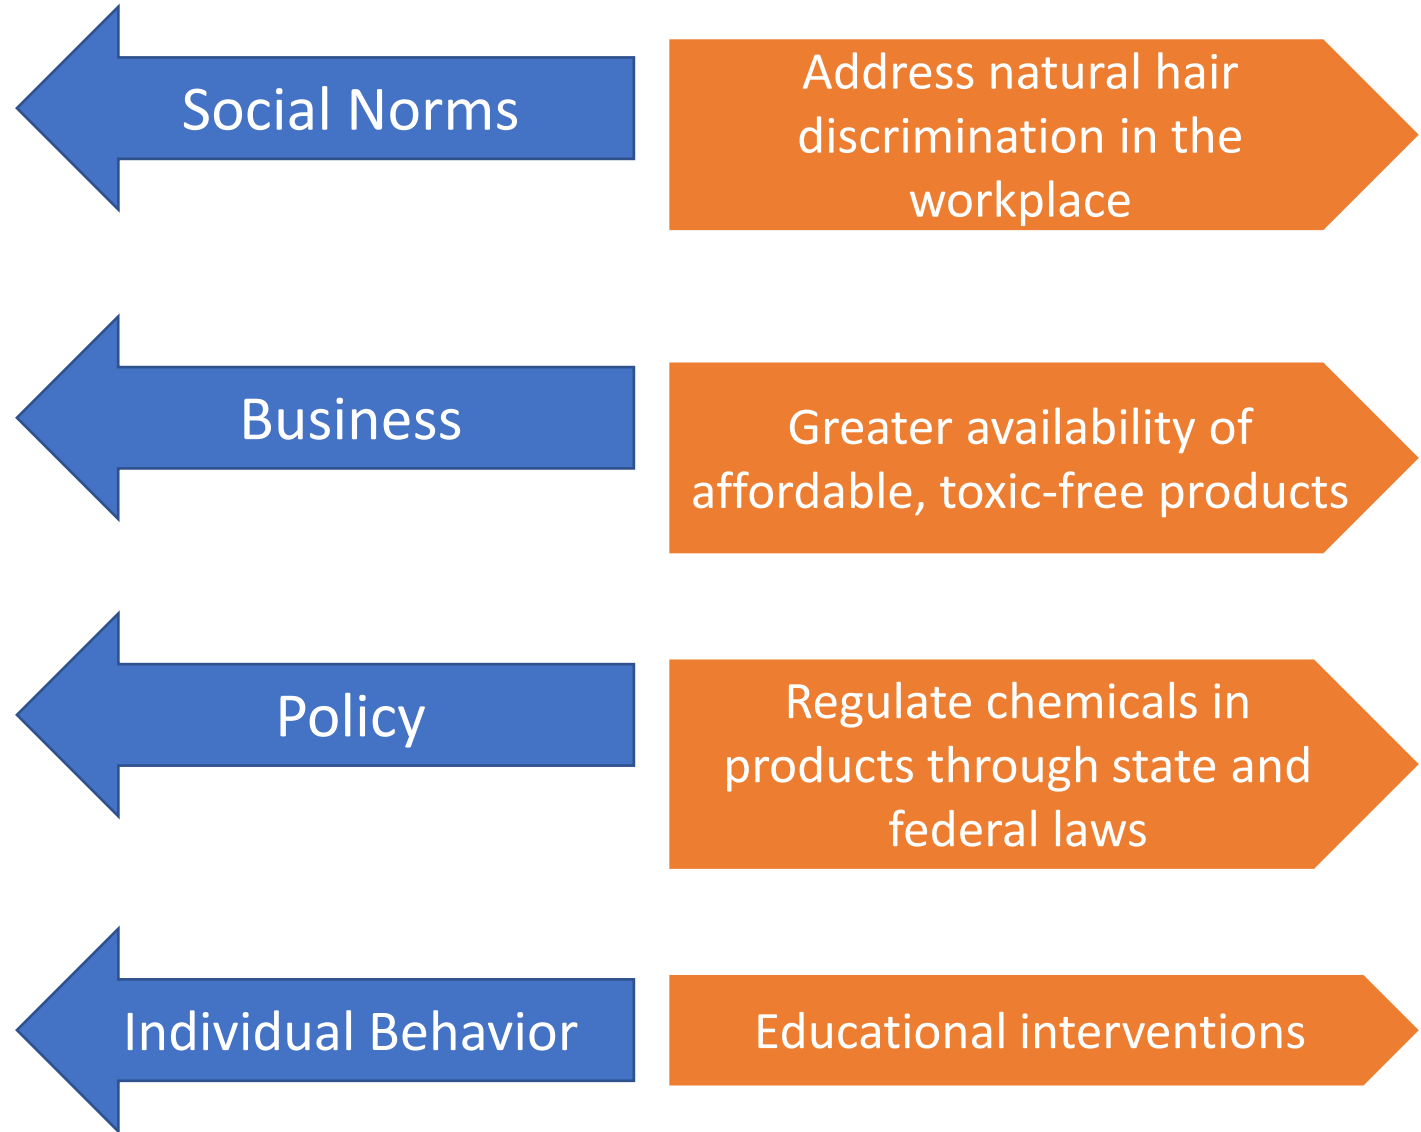 Social Norms
Address natural hair
discrimination in the
workplace
Business
Greater availability of
affordable, toxic-free products
Policy
Regulate chemicals in
products through state and
federal laws
Individual Behavior
Educational interventions